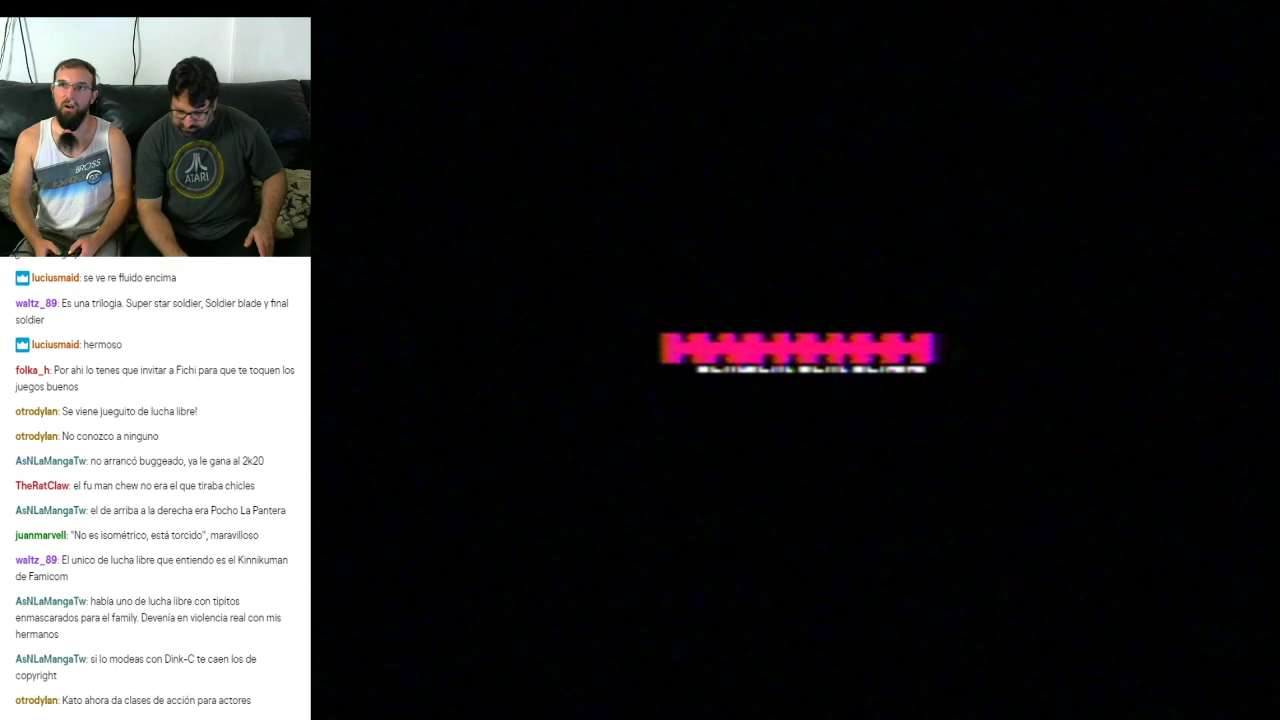 BROSS
ATARI
luciusmaid: se ve re fluido encima
waltz_89: Es una trilogia. Super star soldier, Soldier blade y final
soldier
luciusmaid: hermoso
folka_h: Por ahi lo tenes que invitar a Fichi para que te toquen los
juegos buenos
otrodylan: Se viene jueguito de lucha libre!
otrodylan: No conozco a ninguno
AsNLaMangaTw: no arrancó buggeado, ya le gana al 2k20
TheRatClaw: el fu man chew no era el que tiraba chicles
AsNLaMangaTw: el de arriba a la derecha era Pocho La Pantera
juanmarvell: "No es isométrico, está torcido", maravilloso
waltz_89: El unico de lucha libre que entiendo es el Kinnikuman
de Famicom
AsNLaMangaTw: había uno de lucha libre con tipitos
enmascarados para el family. Devenía en violencia real con mis
hermanos
AsNLaMangaTw: si lo modeas con Dink-C te caen los de
copyright
otrodylan: Kato ahora da clases de acción para actores